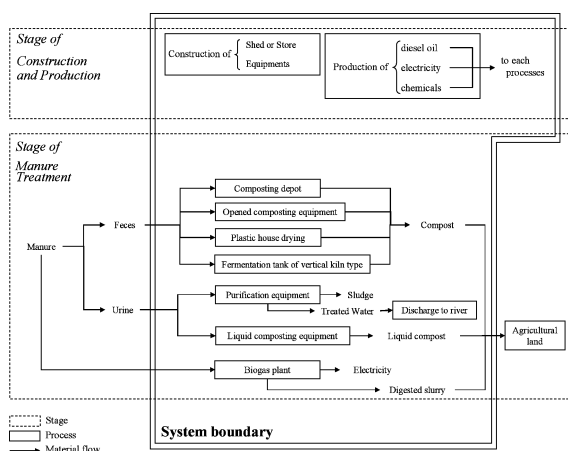 Stage of
Construction
and Production
Construction of
Shed or Store
Equipments
Production of
diesel oil
electricity
chemicals
to each
processes
Stage of
Manure
Treatment
Manure
Feces
Urine
Composting depot
Opened composting equipment
Plastic house drying
Fermentation tank of vertical kiln type
Compost
Purification equipment
Sludge
Treated Water
Discharge to river
Liquid composting equipment
Liquid compost
Agricultural
land
Biogas plant
Electricity
Digested slurry
Stage
Process
Material flow
System boundary